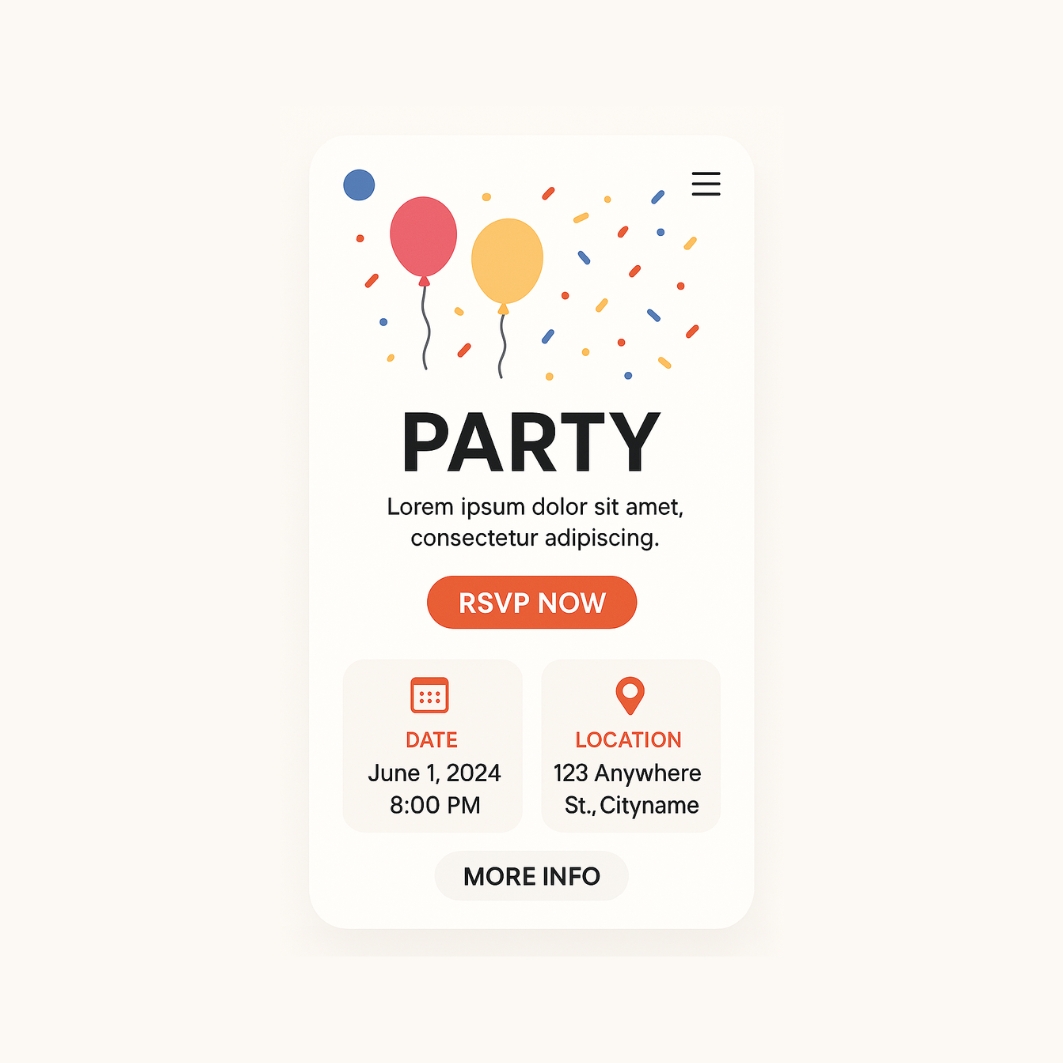 PARTY
Lorem ipsum dolor sit amet,
consectetur adipiscing.
RSVP NOW
DATE
June 1, 2024
8:00 PM
LOCATION
123 Anywhere
St., Cityname
MORE INFO